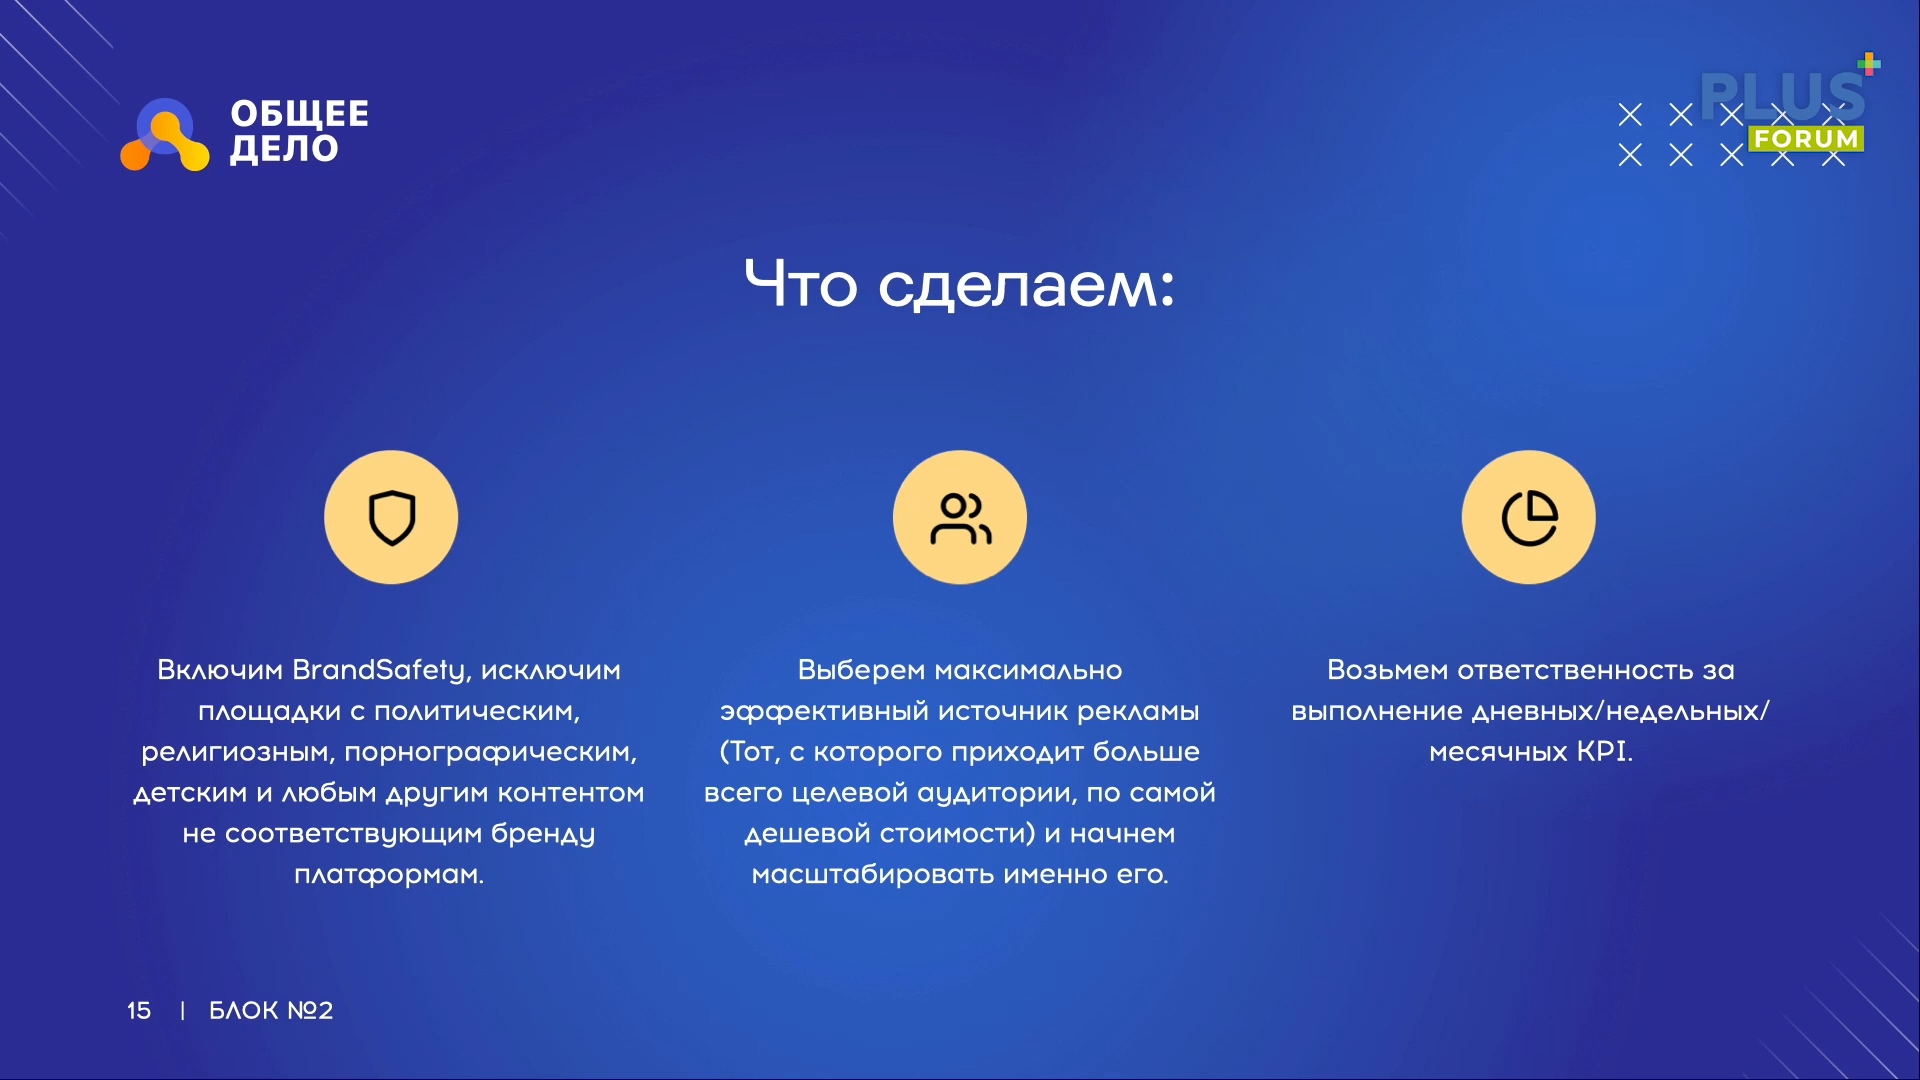 ОБЩЕЕ
ДЕЛО
PLUS
FORUM
Что сделаем:
Включим BrandSafety, исключим
площадки с политическим,
религиозным, порнографическим,
детским и любым другим контентом
не соответствующим бренду
платформам.
Выберем максимально
эффективный источник рекламы
(Тот, с которого приходит больше
всего целевой аудитории, по самой
дешевой стоимости) и начнем
масштабировать именно его.
Возьмем ответственность за
выполнение дневных/недельных/
месячных KPI.
15 | БЛОК №2